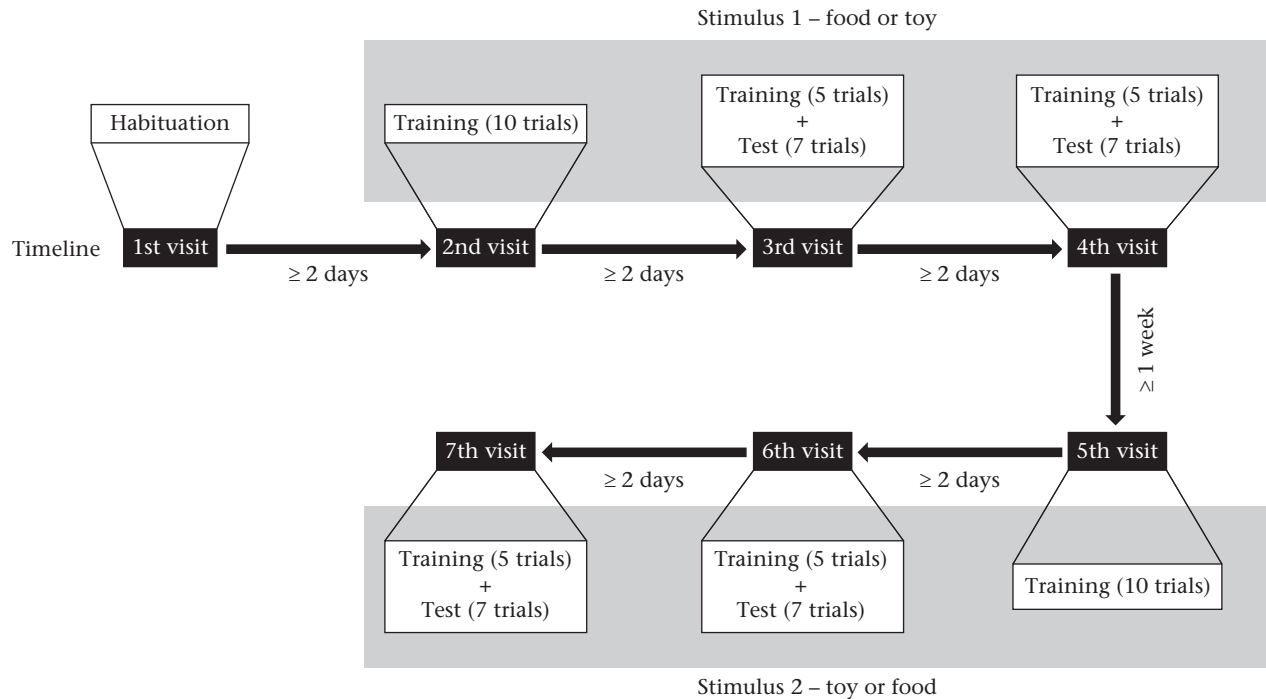 Stimulus 1 – food or toy
Habituation
Training (10 trials)
Training (5 trials)
+
Test (7 trials)
Training (5 trials)
+
Test (7 trials)
Timeline
1st visit
≥ 2 days
2nd visit
≥ 2 days
3rd visit
≥ 2 days
4th visit
≥ 1 week
5th visit
≥ 2 days
6th visit
≥ 2 days
7th visit
Training (10 trials)
Training (5 trials)
+
Test (7 trials)
Training (5 trials)
+
Test (7 trials)
Stimulus 2 – toy or food